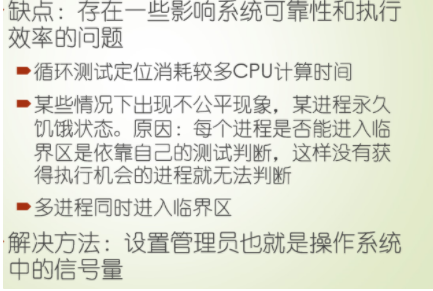 缺点：存在一些影响系统可靠性和执行
效率的问题
循环测试定位消耗较多CPU计算时间
某些情况下出现不公平现象，某进程永久
饥饿状态。原因：每个进程是否能进入临
界区是依靠自己的测试判断，这样没有获
得执行机会的进程就无法判断
多进程同时进入临界区
解决方法：设置管理员也就是操作系统
中的信号量